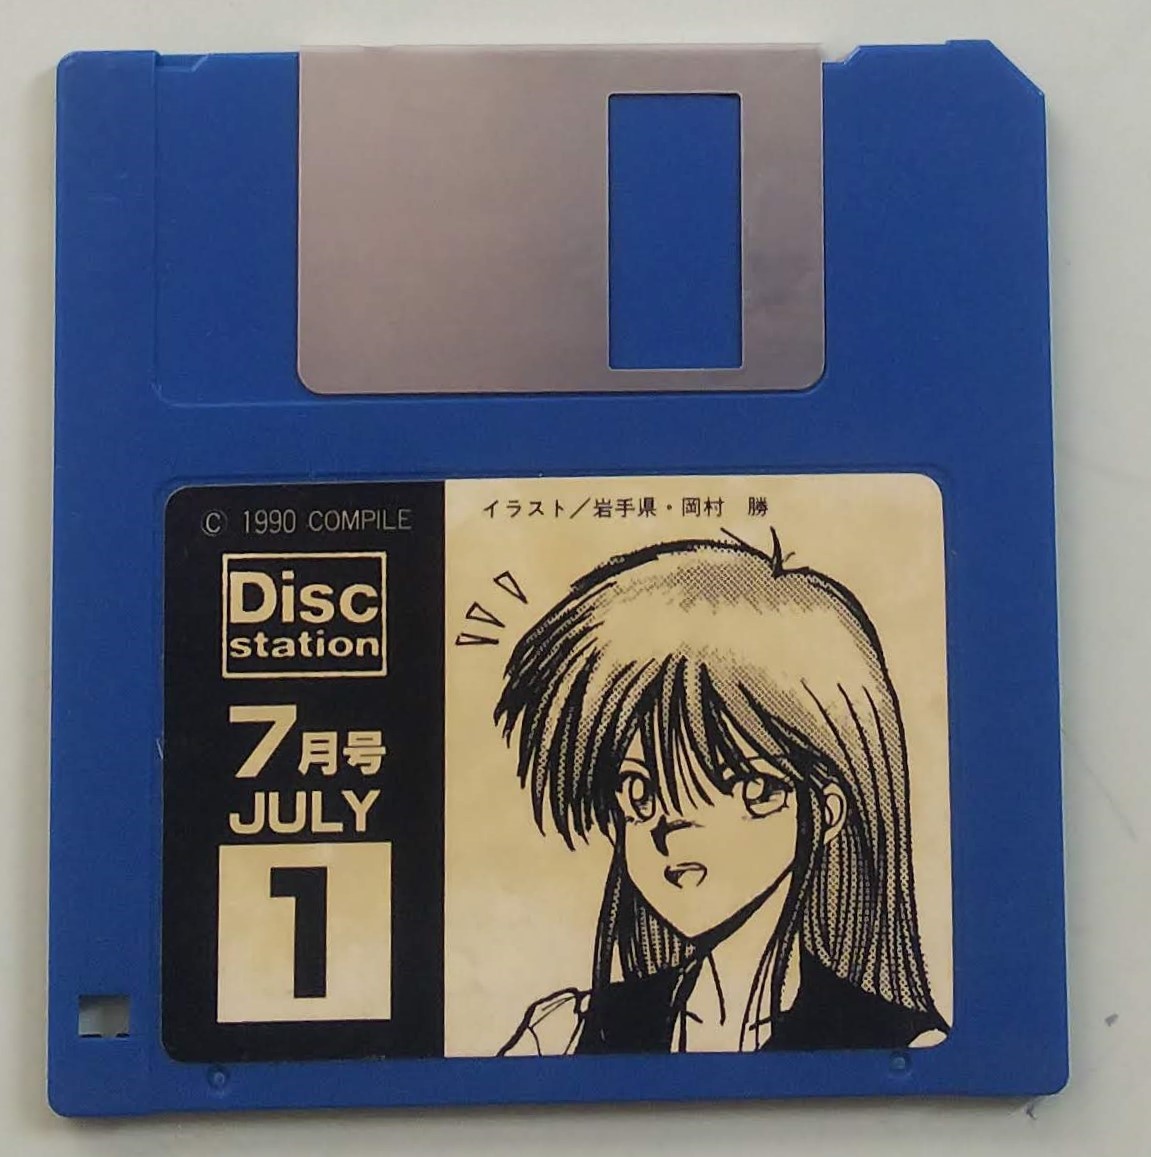 © 1990 COMPILE
Disc
station
7月号
JULY
1
イラスト／岩手県・岡村　勝